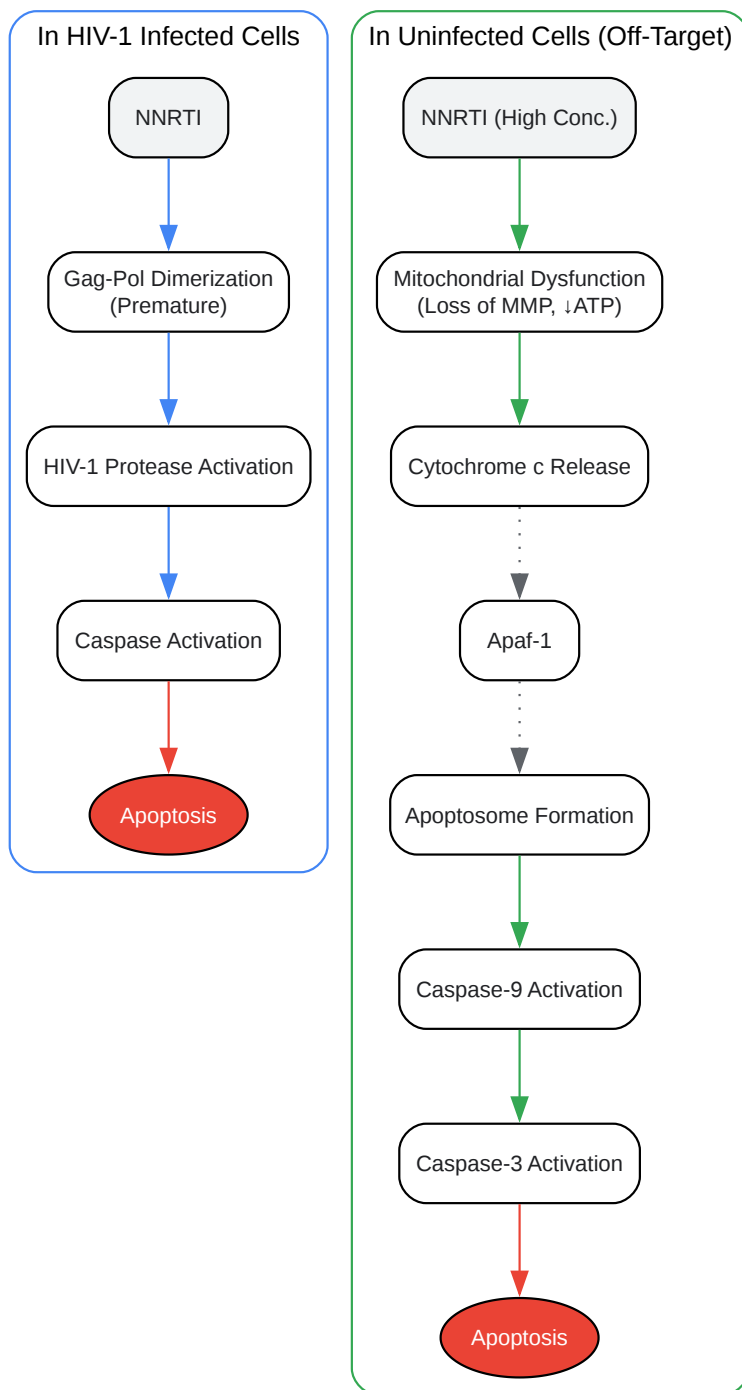 In HIV-1 Infected Cells
NNRTI
Gag-Pol Dimerization
(Premature)
HIV-1 Protease Activation
Caspase Activation
Apoptosis
In Uninfected Cells (Off-Target)
NNRTI (High Conc.)
Mitochondrial Dysfunction
(Loss of MMP, ↓ATP)
Cytochrome c Release
Apaf-1
Apoptosome Formation
Caspase-9 Activation
Caspase-3 Activation
Apoptosis